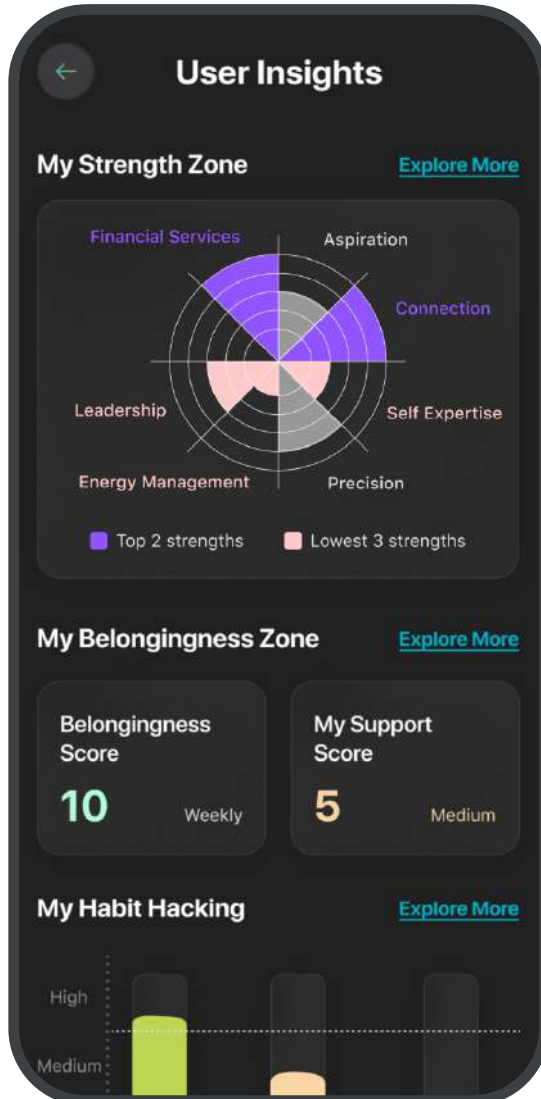 User Insights
My Strength Zone
Explore More
Financial Services
Aspiration
Connection
Leadership
Self Expertise
Energy Management
Precision
Top 2 strengths
Lowest 3 strengths
My Belongingness Zone
Explore More
Belongingness
Score
10
Weekly
My Support
Score
5
Medium
My Habit Hacking
Explore More
High
Medium